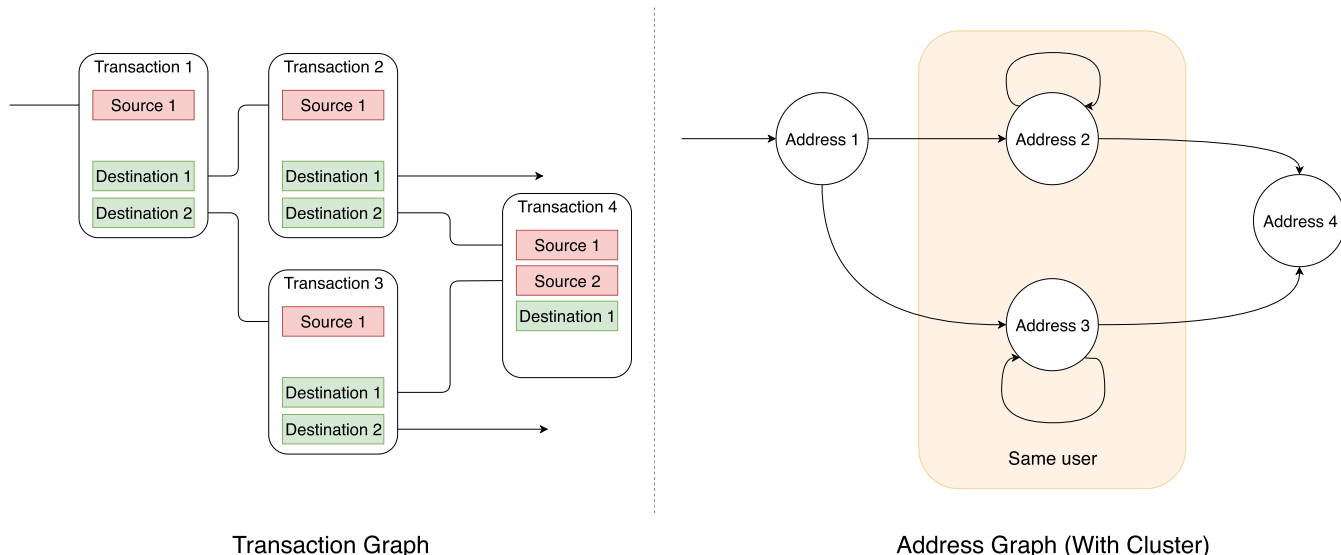 Transaction 1
Source 1
Destination 1
Destination 2
Transaction 2
Source 1
Destination 1
Destination 2
Transaction 3
Source 1
Destination 1
Destination 2
Transaction 4
Source 1
Source 2
Destination 1
Transaction Graph
Address 1
Address 2
Address 3
Address 4
Same user
Address Graph (With Cluster)